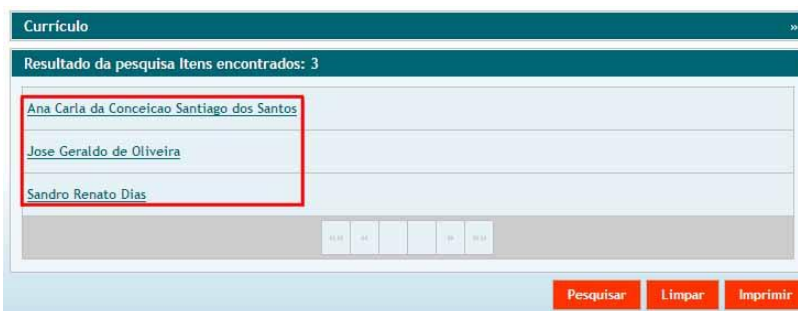 Currículo »
Resultado da pesquisa Itens encontrados: 3
Ana Carla da Conceicao Santiago dos Santos
Jose Geraldo de Oliveira
Sandro Renato Dias
Pesquisar Limpar Imprimir